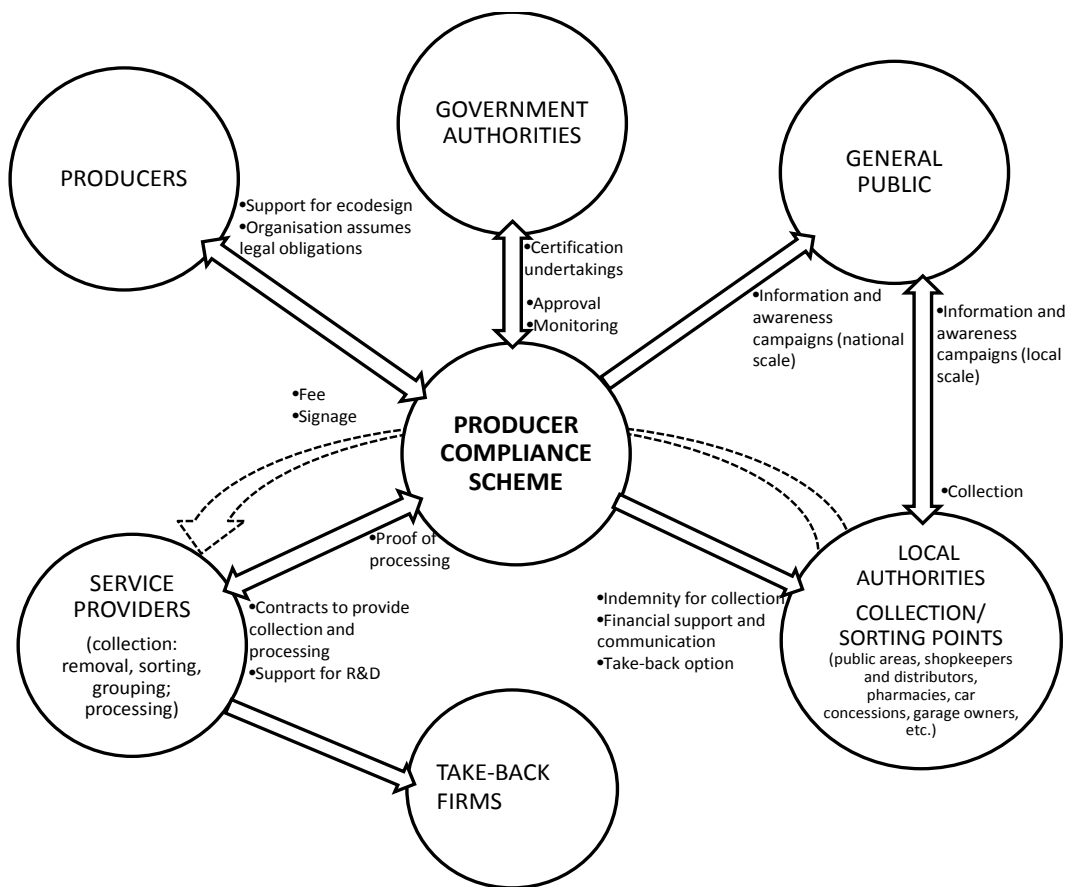 GOVERNMENT
AUTHORITIES
PRODUCERS
GENERAL
PUBLIC
•Support for ecodesign
•Organisation assumes
legal obligations
•Certification
undertakings
•Approval
•Monitoring
•Information and
awareness
campaigns (national
scale)
•Information and
awareness
campaigns (local
scale)
•Fee
•Signage
PRODUCER
COMPLIANCE
SCHEME
•Collection
•Proof of
processing
SERVICE
PROVIDERS
(collection:
removal, sorting,
grouping;
processing)
•Contracts to provide
collection and
processing
•Support for R&D
•Indemnity for collection
•Financial support and
communication
•Take-back option
LOCAL
AUTHORITIES
COLLECTION/
SORTING POINTS
(public areas, shopkeepers
and distributors,
pharmacies, car
concessions, garage owners,
etc.)
TAKE-BACK
FIRMS